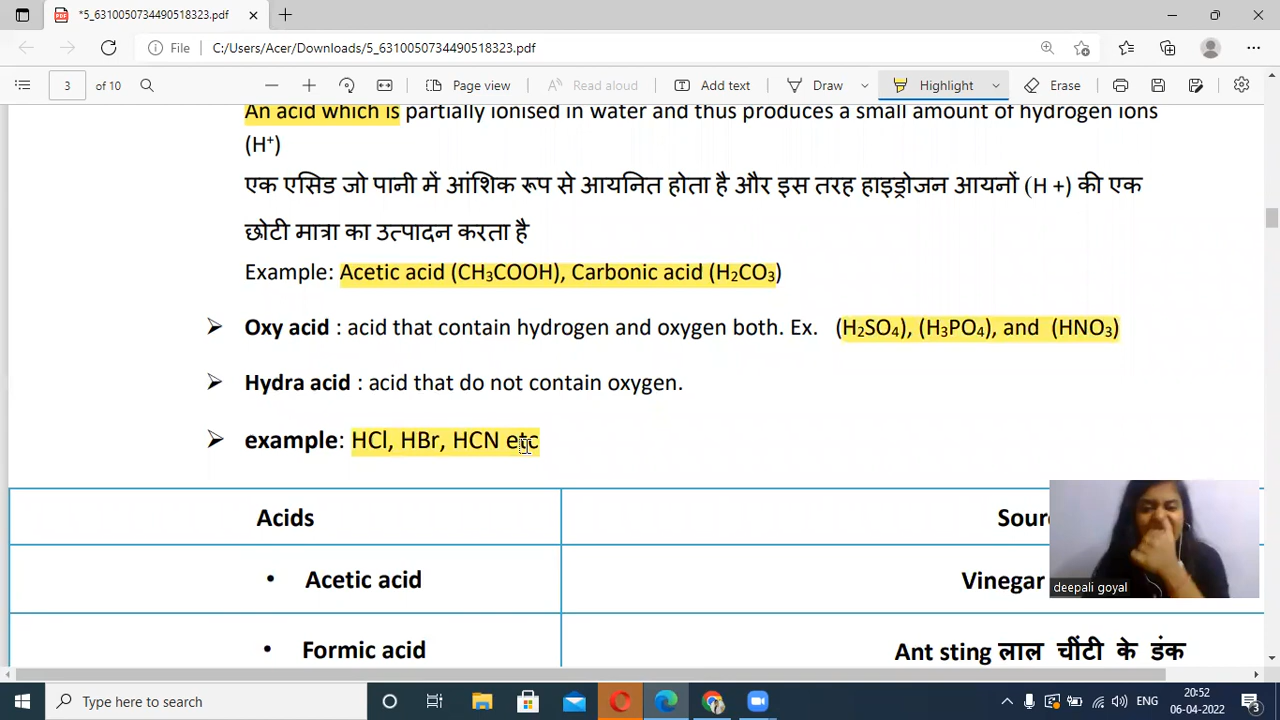 *5_6310050734490518323.pdf
File C:/Users/Acer/Downloads/5_6310050734490518323.pdf
3 of 10 Page view Read aloud Add text Draw Highlight Erase
An acid which is partially ionised in water and thus produces a small amount of hydrogen ions
(H⁺)
एक एसिड जो पानी में आंशिक रूप से आयनित होता है और इस तरह हाइड्रोजन आयनों (H +) की एक
छोटी मात्रा का उत्पादन करता है
Example: Acetic acid (CH₃COOH), Carbonic acid (H₂CO₃)
➢ Oxy acid : acid that contain hydrogen and oxygen both. Ex. (H₂SO₄), (H₃PO₄), and (HNO₃)
➢ Hydra acid : acid that do not contain oxygen.
➢ example: HCl, HBr, HCN etc
Acids Sour
• Acetic acid Vinegar
deepali goyal
• Formic acid Ant sting लाल चींटी के डंक
Type here to search ENG 20:52
06-04-2022 3